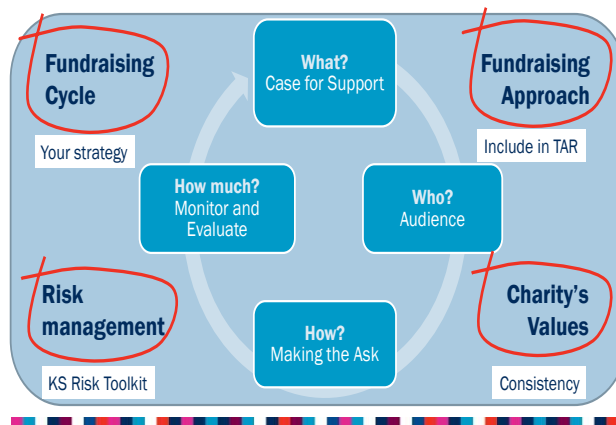 Fundraising
Cycle
Your strategy
What?
Case for Support
Fundraising
Approach
Include in TAR
How much?
Monitor and
Evaluate
Who?
Audience
Risk
management
KS Risk Toolkit
How?
Making the Ask
Charity's
Values
Consistency